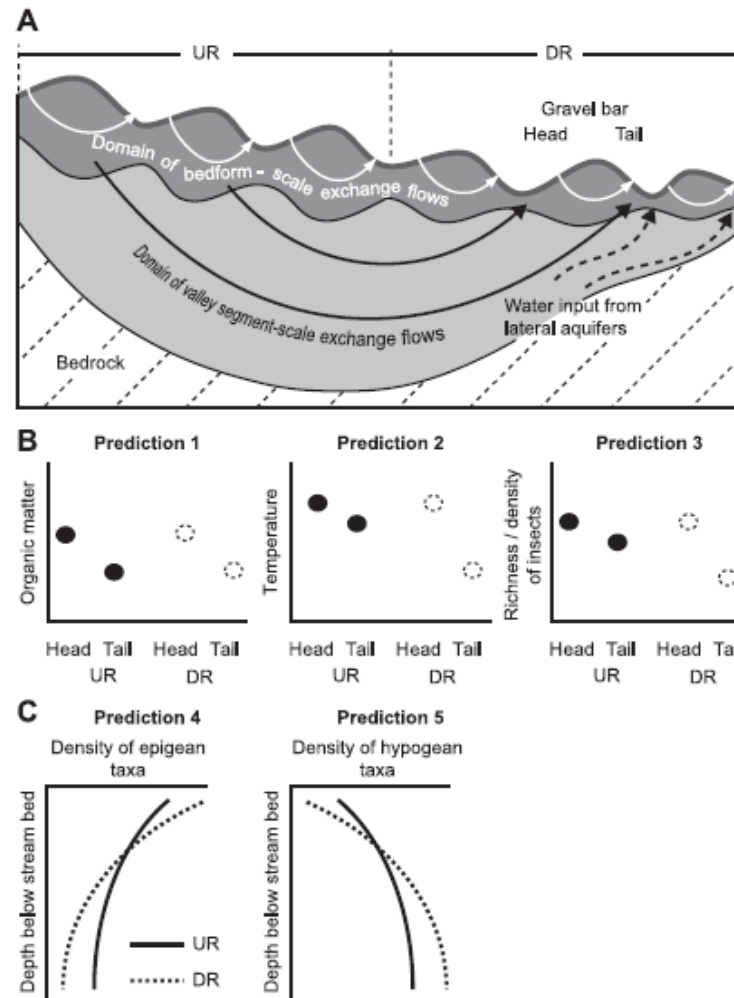 A
UR DR
Gravel bar
Head Tail
Domain of bedform - scale exchange flows
Domain of valley segment-scale exchange flows
Water input from
lateral aquifers
Bedrock
B
Prediction 1
Organic matter
Head Tail Head Tail
UR DR
Prediction 2
Temperature
Head Tail Head Tail
UR DR
Prediction 3
Richness / density
of insects
Head Tail Head Tail
UR DR
C
Prediction 4
Density of epigean
taxa
Depth below stream bed
UR
DR
Prediction 5
Density of hypogean
taxa
Depth below stream bed